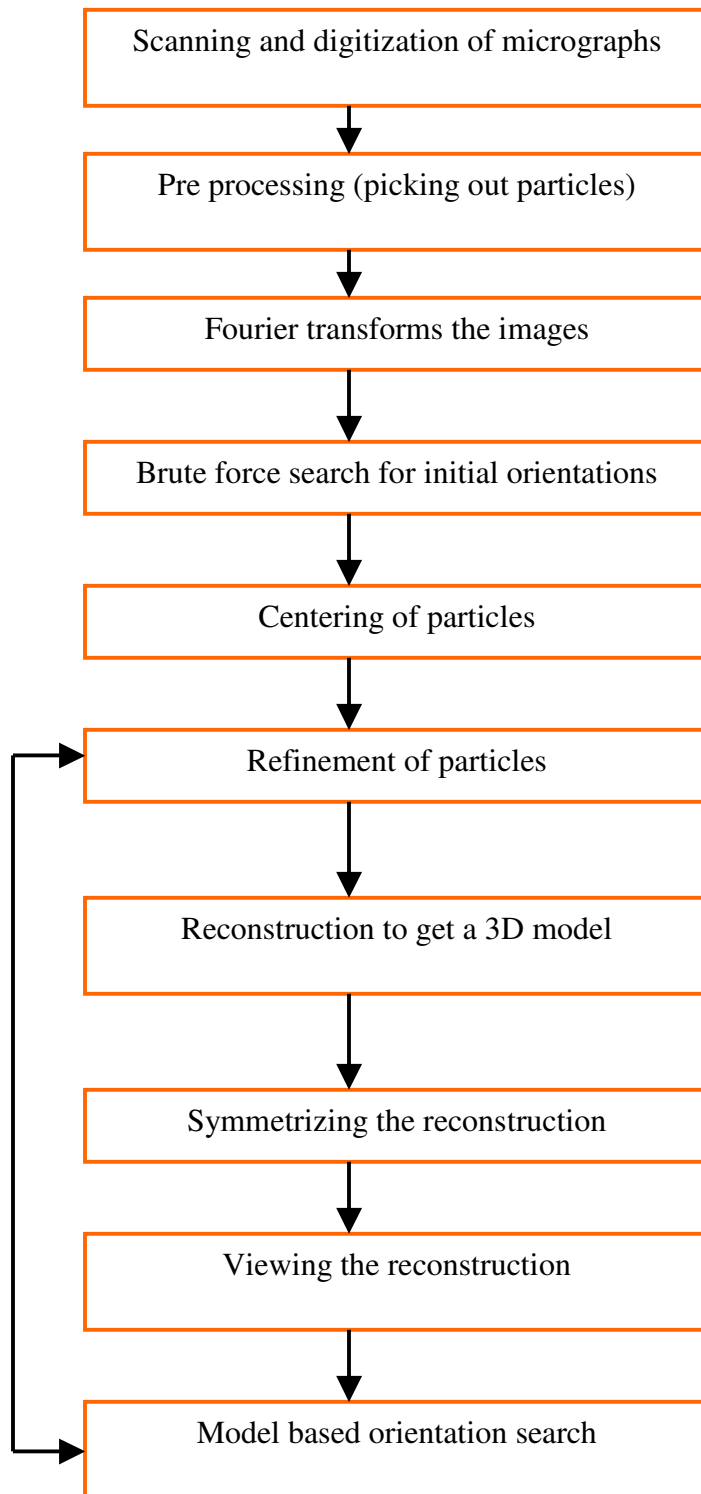 Scanning and digitization of micrographs
Pre processing (picking out particles)
Fourier transforms the images
Brute force search for initial orientations
Centering of particles
Refinement of particles
Reconstruction to get a 3D model
Symmetrizing the reconstruction
Viewing the reconstruction
Model based orientation search